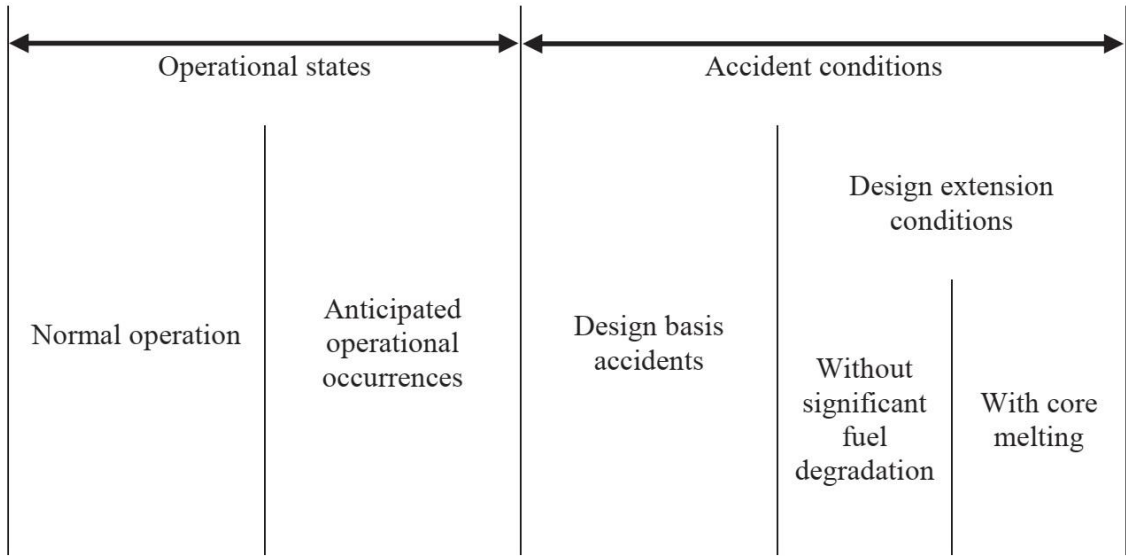 Operational states
Accident conditions
Normal operation
Anticipated
operational
occurrences
Design basis
accidents
Design extension
conditions
Without
significant
fuel
degradation
With core
melting